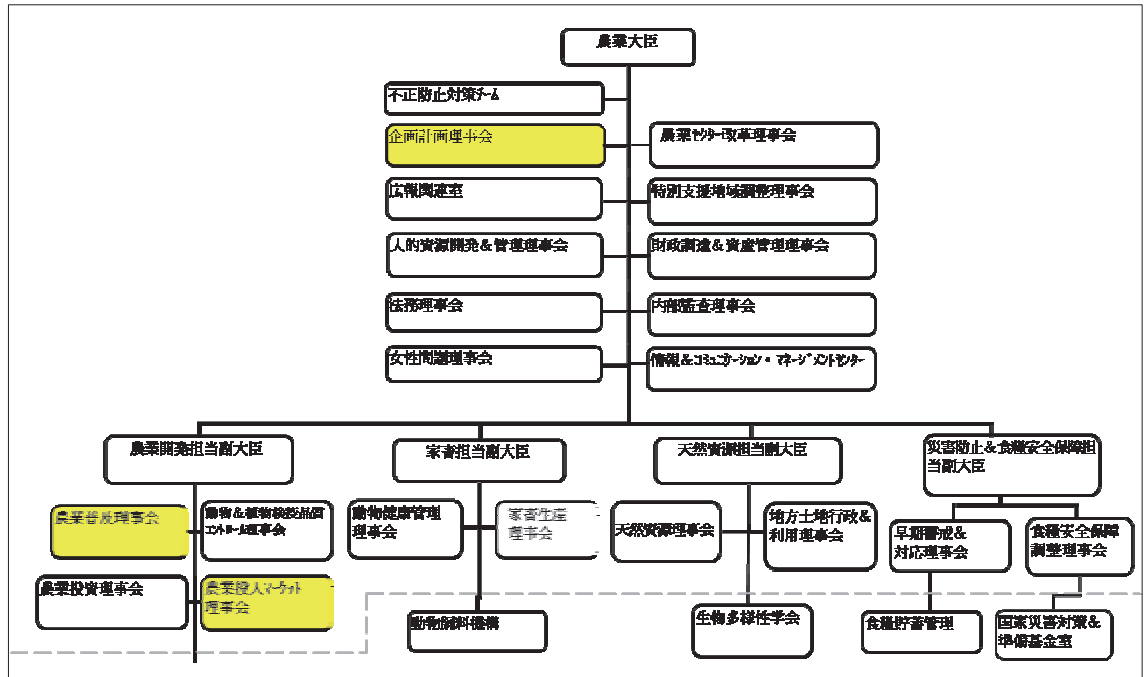 農業大臣
不正防止対策ﾁｰﾑ
企画計画理事会
農業ｾｸﾀｰ改革理事会
広報関連室
特別支援地域調整理事会
人的資源開発＆管理理事会
財政調達＆資産管理理事会
法務理事会
内部監査理事会
女性問題理事会
情報&ｺﾐｭﾆｹｰｼｮﾝ・ﾏﾈｰｼﾞﾒﾝﾄｾﾝﾀｰ
農業開発担当副大臣
家畜担当副大臣
天然資源担当副大臣
災害防止＆食糧安全保障担
当副大臣
農業普及理事会
動物&植物検疫品質
ｺﾝﾄﾛｰﾙ理事会
動物健康管理
理事会
家畜生産
理事会
天然資源理事会
地方土地行政＆
利用理事会
早期警戒＆
対応理事会
食糧安全保障
調整理事会
農業投資理事会
農業投入ﾏｰｹｯﾄ
理事会
動物飼料機構
生物多様性学会
食糧貯蓄管理
国家災害対策＆
準備基金室